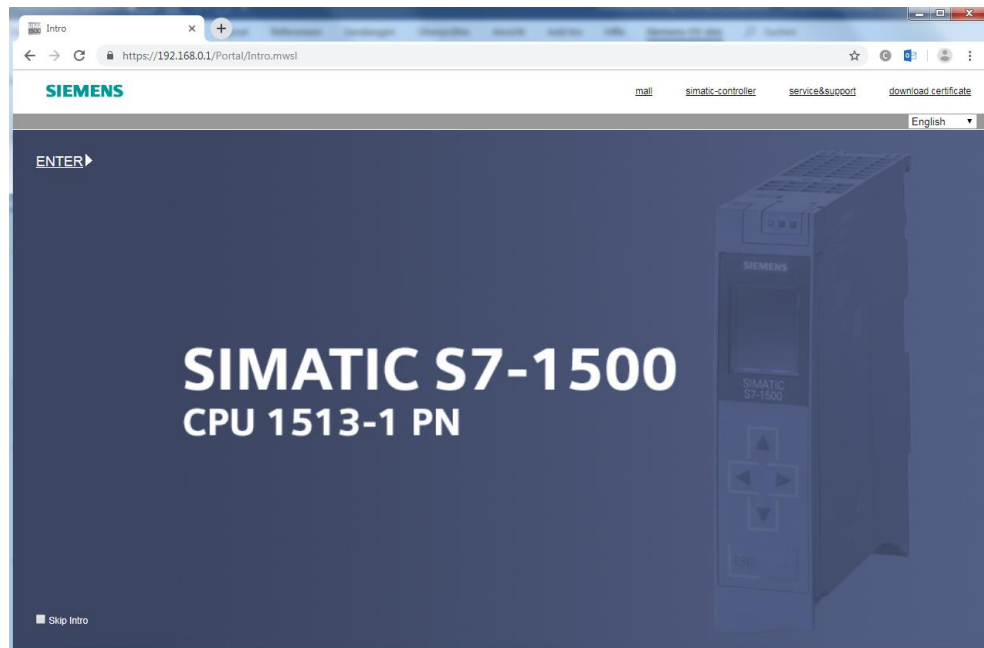 Intro
https://192.168.0.1/Portal/Intro.mwsl
SIEMENS
mall simatic-controller service&support download certificate
English
ENTER
SIEMENS
SIMATIC S7-1500
CPU 1513-1 PN
SIMATIC
S7-1500
ESC
Skip Intro